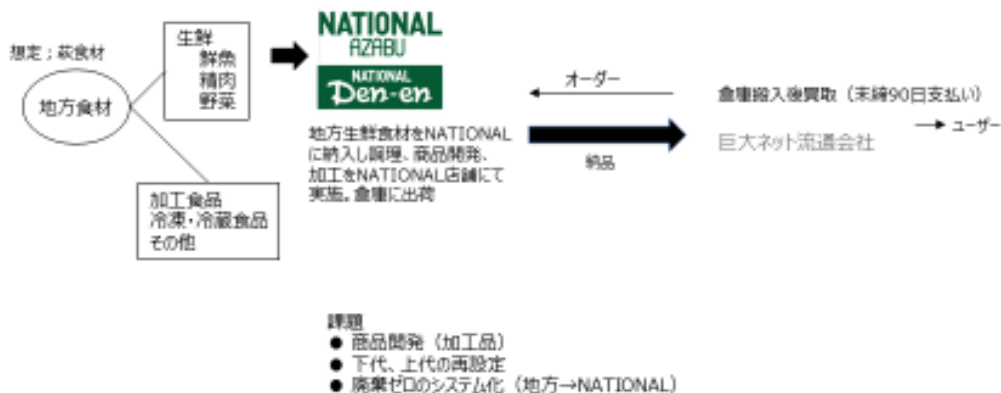 想定；萩食材
地方食材
生鮮
鮮魚
精肉
野菜
加工食品
冷凍・冷蔵食品
その他
NATIONAL
AZABU
NATIONAL
Den-en
地方生鮮食材をNATIONAL
に納入し調理、商品開発、
加工をNATIONAL店舗にて
実施。倉庫に出荷
オーダー
納品
倉庫搬入後買取（末締90日支払い）
ユーザー
巨大ネット流通会社
課題
● 商品開発（加工品）
● 下代、上代の再設定
● 廃棄ゼロのシステム化（地方→NATIONAL）